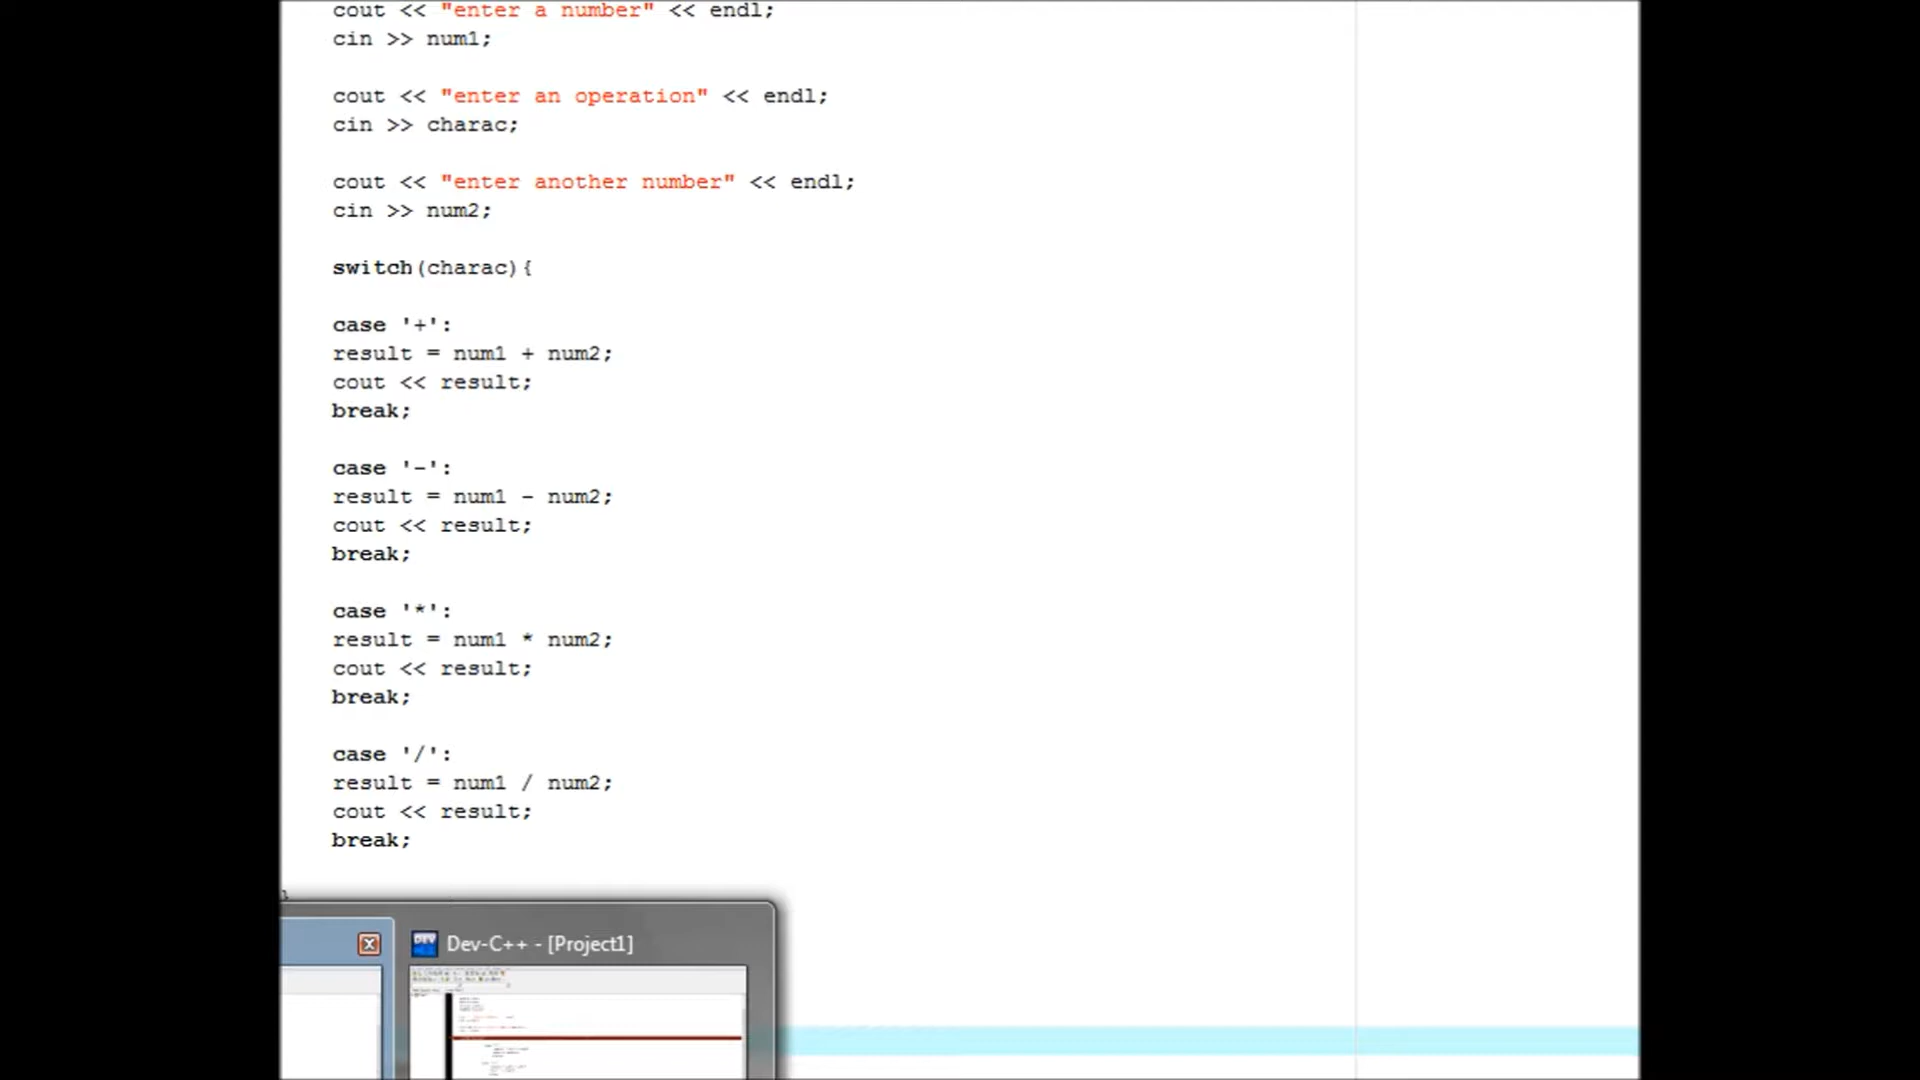 cout << "enter a number" << endl;
cin >> num1;
cout << "enter an operation" << endl;
cin >> charac;
cout << "enter another number" << endl;
cin >> num2;
switch(charac){
case '+':
result = num1 + num2;
cout << result;
break;
case '-':
result = num1 - num2;
cout << result;
break;
case '*':
result = num1 * num2;
cout << result;
break;
case '/':
result = num1 / num2;
cout << result;
break;
}
DEV Dev-C++ - [Project1]